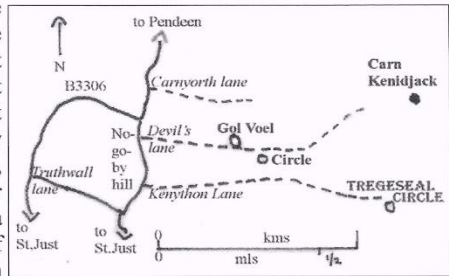 to Pendeen
N
B3306
Carnyorth lane
Carn
Kenidjack
No-
go-
by
hill
Devil's
lane
Gol Voel
Circle
Truthwall
lane
Kenython Lane
TREGESEAL
CIRCLE
to
St.Just
to
St.Just
0
kms
0
mls
1/2